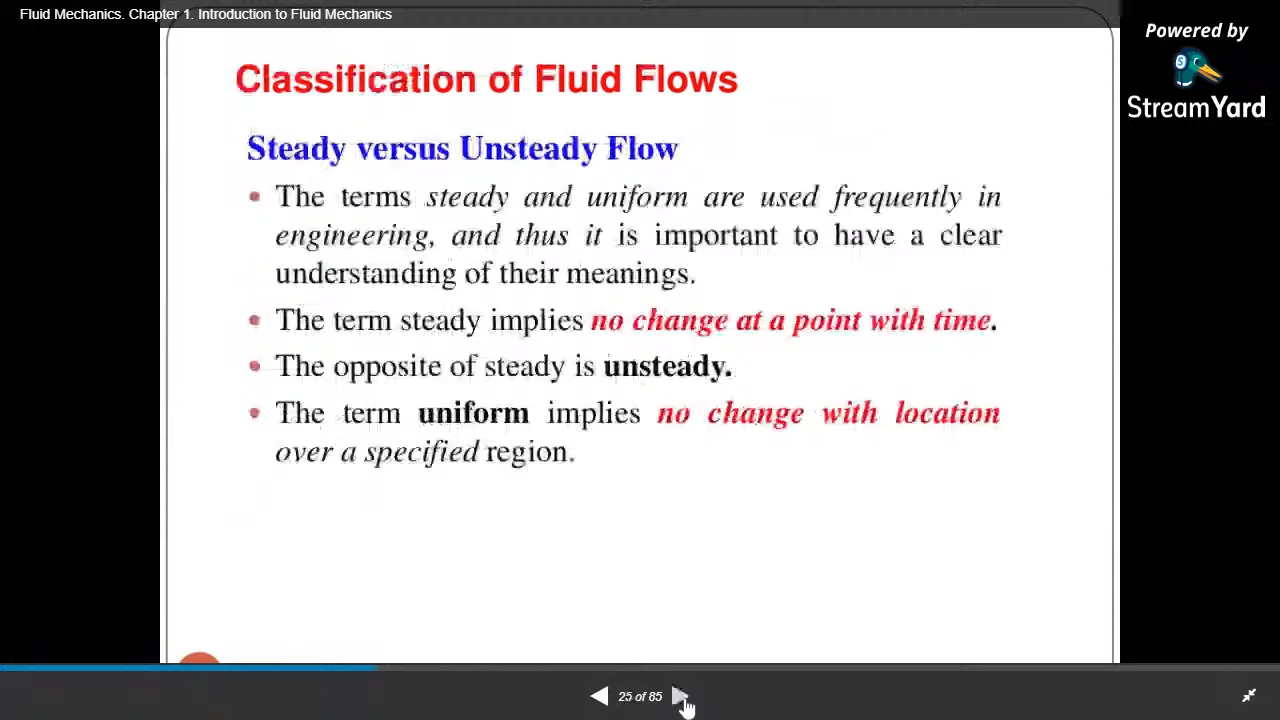 Fluid Mechanics. Chapter 1. Introduction to Fluid Mechanics
Powered by
StreamYard
Classification of Fluid Flows
Steady versus Unsteady Flow
• The terms steady and uniform are used frequently in
engineering, and thus it is important to have a clear
understanding of their meanings.
• The term steady implies no change at a point with time.
• The opposite of steady is unsteady.
• The term uniform implies no change with location
over a specified region.
25 of 85